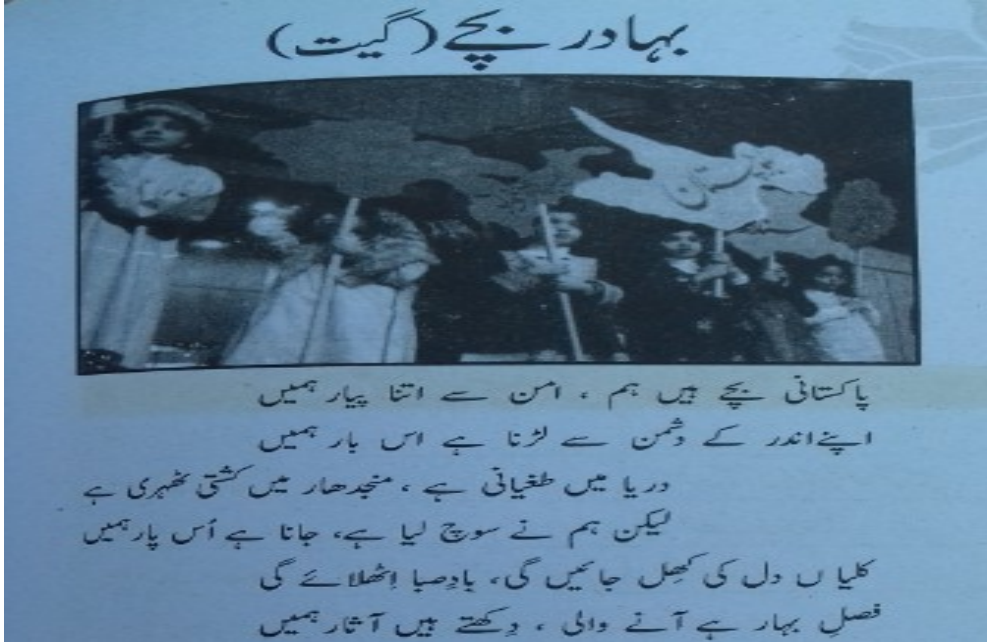 بہادر بچے (گیت)
پاکستانی بچے ہیں ہم ، امن سے اتنا پیار ہمیں
اپنے اندر کے دشمن سے لڑنا ہے اس بار ہمیں
دریا میں طغیانی ہے ، منجدھار میں کشتی ٹھہری ہے
لیکن ہم نے سوچ لیا ہے، جانا ہے اُس پار ہمیں
کلیا ں دل کی کھِل جائیں گی، بادِصبا اِٹھلائے گی
فصلِ بہار ہے آنے والی ، دِکھتے ہیں آثار ہمیں